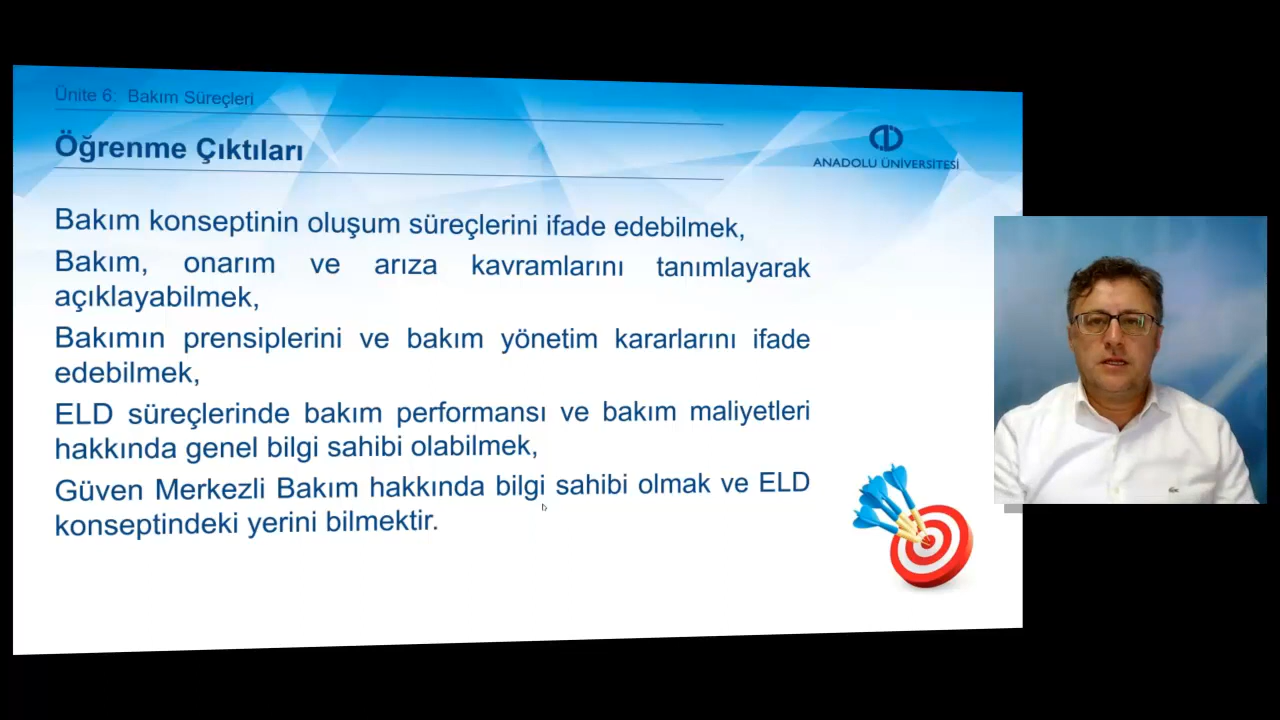 Ünite 6:  Bakım Süreçleri
Öğrenme Çıktıları
ANADOLU ÜNİVERSİTESİ
Bakım konseptinin oluşum süreçlerini ifade edebilmek,
Bakım, onarım ve arıza kavramlarını tanımlayarak
açıklayabilmek,
Bakımın prensiplerini ve bakım yönetim kararlarını ifade
edebilmek,
ELD süreçlerinde bakım performansı ve bakım maliyetleri
hakkında genel bilgi sahibi olabilmek,
Güven Merkezli Bakım hakkında bilgi sahibi olmak ve ELD
konseptindeki yerini bilmektir.